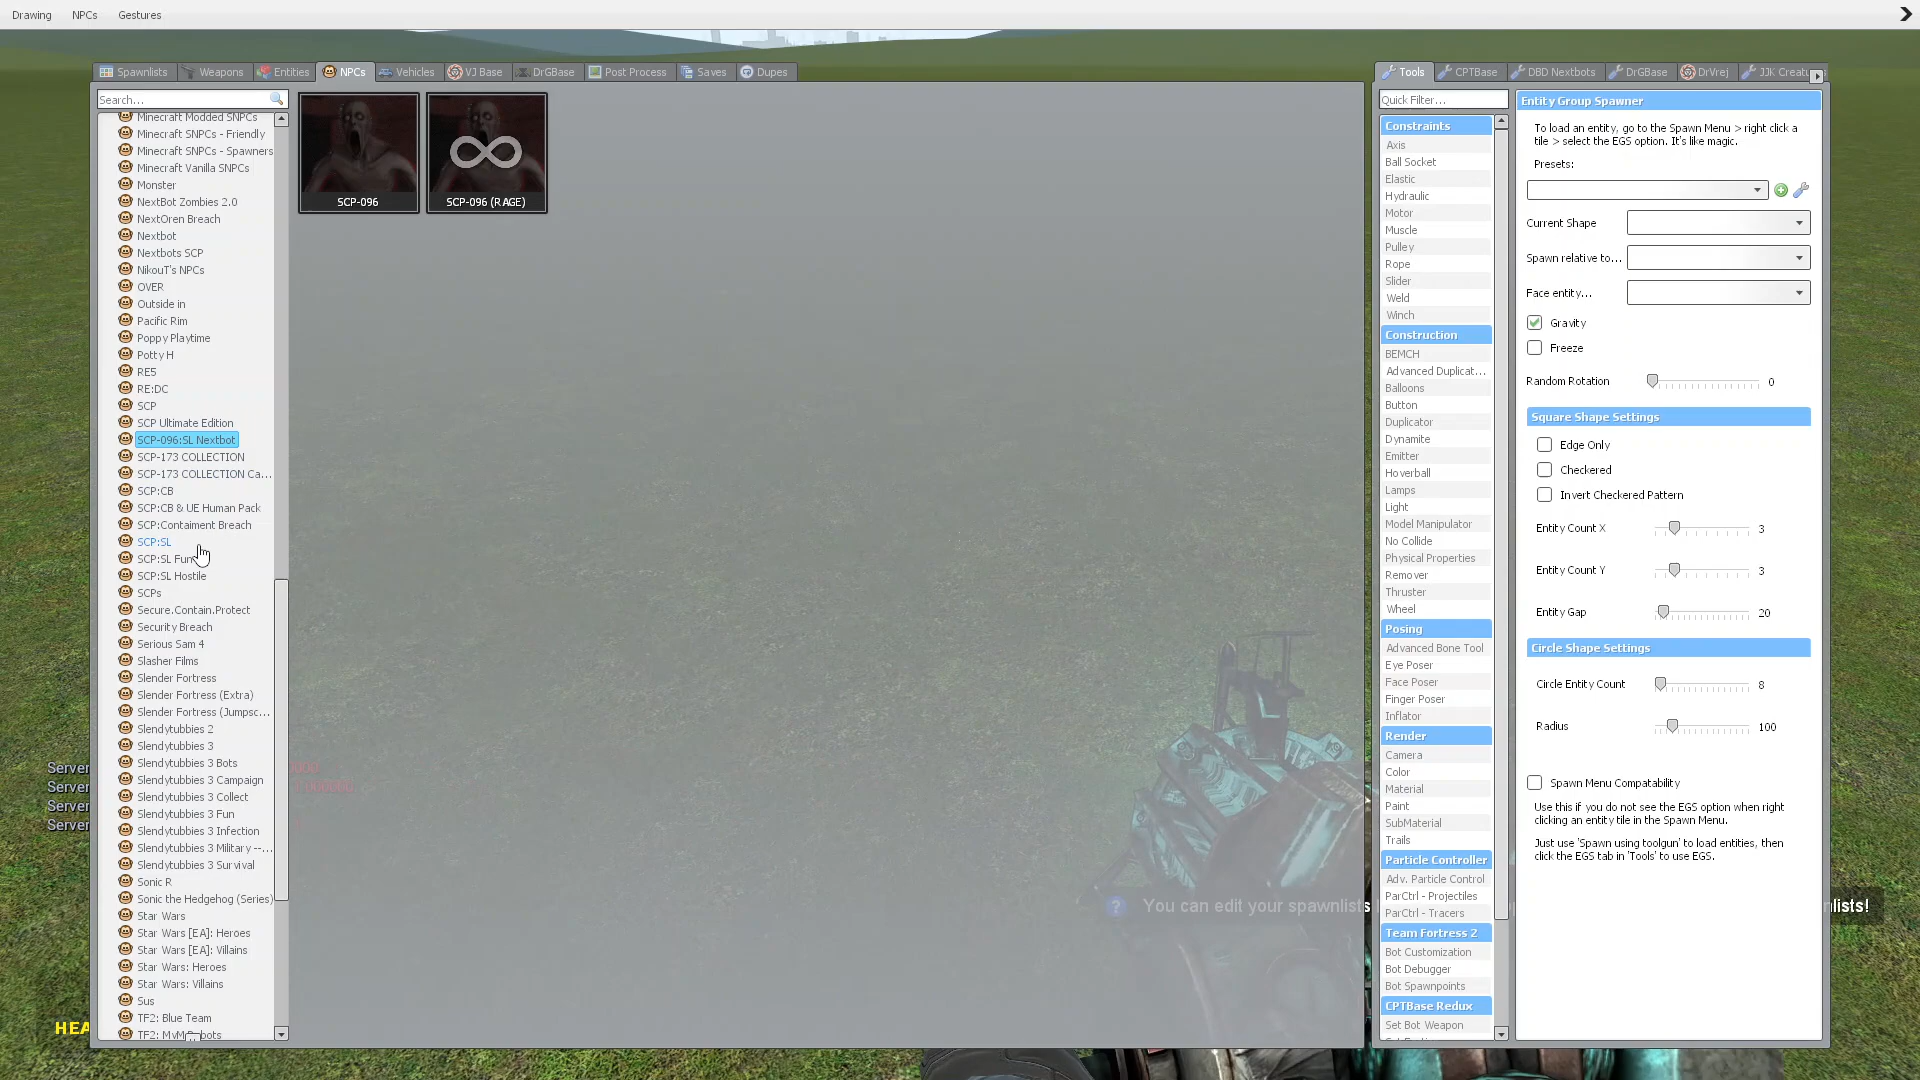 Drawing NPCs Gestures
Spawnlists Weapons Entities NPCs Vehicles VJ Base DrGBase Post Process Saves Dupes
Search...
Minecraft Modded SNPCs
Minecraft SNPCs - Friendly
Minecraft SNPCs - Spawners
Minecraft Vanilla SNPCs
Monster
NextBot Zombies 2.0
NextOren Breach
Nextbot
Nextbots SCP
NikouT's NPCs
OVER
Outside in
Pacific Rim
Poppy Playtime
Potty H
RE5
RE:DC
SCP
SCP Ultimate Edition
SCP-096:SL Nextbot
SCP-173 COLLECTION
SCP-173 COLLECTION Ca...
SCP:CB
SCP:CB & UE Human Pack
SCP:Contaiment Breach
SCP:SL
SCP:SL Fun
SCP:SL Hostile
SCPs
Secure.Contain.Protect
Security Breach
Serious Sam 4
Slasher Films
Slender Fortress
Slender Fortress (Extra)
Slender Fortress (Jumpsc...
Slendytubbies 2
Slendytubbies 3
Slendytubbies 3 Bots
Slendytubbies 3 Campaign
Slendytubbies 3 Collect
Slendytubbies 3 Fun
Slendytubbies 3 Infection
Slendytubbies 3 Military --...
Slendytubbies 3 Survival
Sonic R
Sonic the Hedgehog (Series)
Star Wars
Star Wars [EA]: Heroes
Star Wars [EA]: Villains
Star Wars: Heroes
Star Wars: Villains
Sus
TF2: Blue Team
TF2: MvM
SCP-096
SCP-096 (RAGE)
Server
Server
Server
Server
HEA
You can edit your spawnlists
lists!
Tools CPTBase DBD Nextbots DrGBase DrVrej JJK Creatu
Quick Filter...
Constraints
Axis
Ball Socket
Elastic
Hydraulic
Motor
Muscle
Pulley
Rope
Slider
Weld
Winch
Construction
BEMCH
Advanced Duplicat...
Balloons
Button
Duplicator
Dynamite
Emitter
Hoverball
Lamps
Light
Model Manipulator
No Collide
Physical Properties
Remover
Thruster
Wheel
Posing
Advanced Bone Tool
Eye Poser
Face Poser
Finger Poser
Inflator
Render
Camera
Color
Material
Paint
SubMaterial
Trails
Particle Controller
Adv. Particle Control
ParCtrl - Projectiles
ParCtrl - Tracers
Team Fortress 2
Bot Customization
Bot Debugger
Bot Spawnpoints
CPTBase Redux
Set Bot Weapon
Entity Group Spawner
To load an entity, go to the Spawn Menu > right click a
tile > select the EGS option. It's like magic.
Presets:
Current Shape
Spawn relative to...
Face entity...
Gravity
Freeze
Random Rotation 0
Square Shape Settings
Edge Only
Checkered
Invert Checkered Pattern
Entity Count X 3
Entity Count Y 3
Entity Gap 20
Circle Shape Settings
Circle Entity Count 8
Radius 100
Spawn Menu Compatability
Use this if you do not see the EGS option when right
clicking an entity tile in the Spawn Menu.
Just use 'Spawn using toolgun' to load entities, then
click the EGS tab in 'Tools' to use EGS.